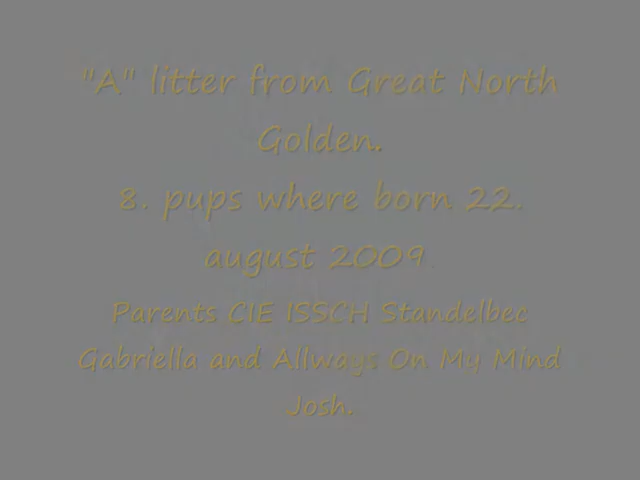 "A" litter from Great North
Golden.
8. pups where born 22.
august 2009.
Parents CIE ISSCH Standelbec
Gabriella and Allways On My Mind
Josh.